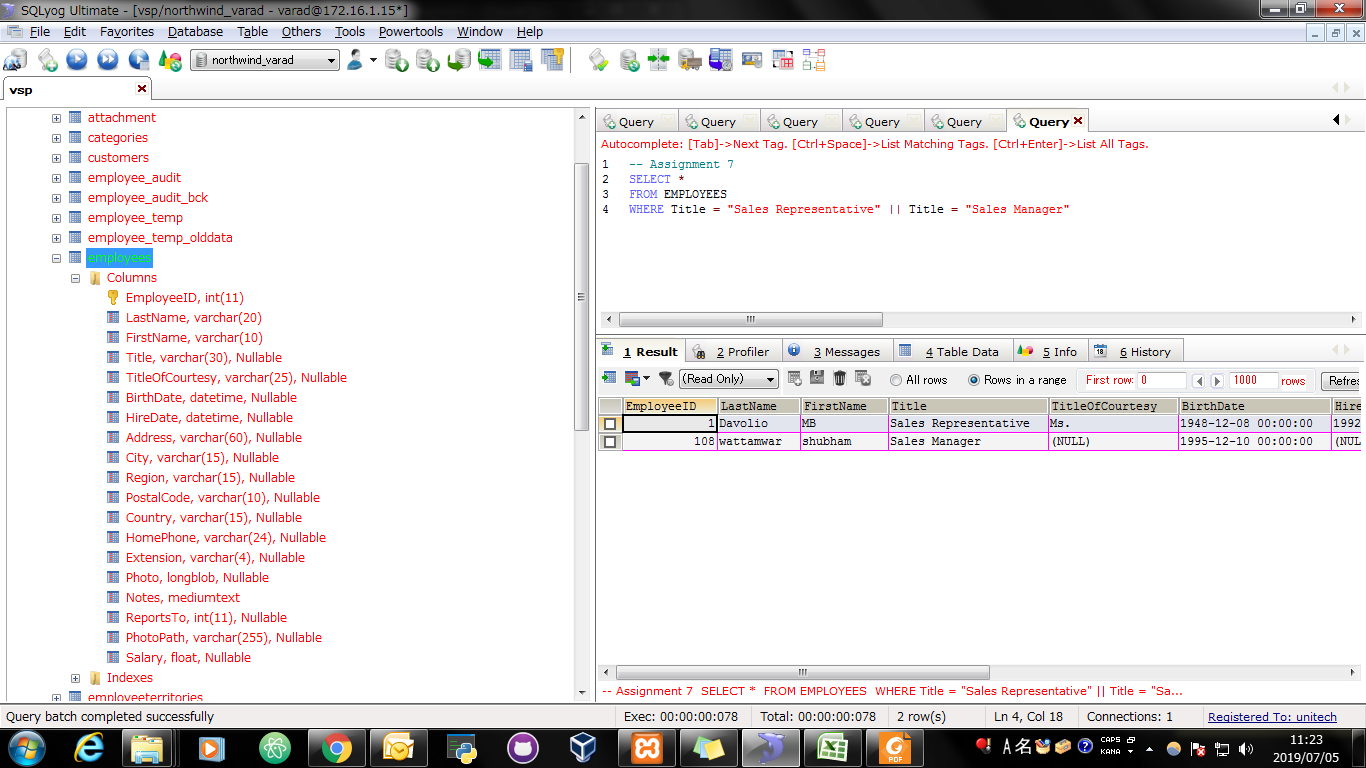 SQLyog Ultimate - [vsp/northwind_varad - varad@172.16.1.15*]
File Edit Favorites Database Table Others Tools Powertools Window Help
northwind_varad
vsp
attachment
categories
customers
employee_audit
employee_audit_bck
employee_temp
employee_temp_olddata
employees
Columns
EmployeeID, int(11)
LastName, varchar(20)
FirstName, varchar(10)
Title, varchar(30), Nullable
TitleOfCourtesy, varchar(25), Nullable
BirthDate, datetime, Nullable
HireDate, datetime, Nullable
Address, varchar(60), Nullable
City, varchar(15), Nullable
Region, varchar(15), Nullable
PostalCode, varchar(10), Nullable
Country, varchar(15), Nullable
HomePhone, varchar(24), Nullable
Extension, varchar(4), Nullable
Photo, longblob, Nullable
Notes, mediumtext
ReportsTo, int(11), Nullable
PhotoPath, varchar(255), Nullable
Salary, float, Nullable
Indexes
employeeterritories
Query Query Query Query Query Query
Autocomplete: [Tab]->Next Tag. [Ctrl+Space]->List Matching Tags. [Ctrl+Enter]->List All Tags.
1 -- Assignment 7
2 SELECT *
3 FROM EMPLOYEES
4 WHERE Title = "Sales Representative" || Title = "Sales Manager"
1 Result 2 Profiler 3 Messages 4 Table Data 5 Info 6 History
(Read Only) All rows Rows in a range First row: 0 1000 rows Refres
EmployeeID LastName FirstName Title TitleOfCourtesy BirthDate Hire
1 Davolio MB Sales Representative Ms. 1948-12-08 00:00:00 1992
108 wattamwar shubham Sales Manager (NULL) 1995-12-10 00:00:00 (NUL
-- Assignment 7 SELECT * FROM EMPLOYEES WHERE Title = "Sales Representative" || Title = "Sa...
Query batch completed successfully Exec: 00:00:00:078 Total: 00:00:00:078 2 row(s) Ln 4, Col 18 Connections: 1 Registered To: unitech
PDF
A 名 CAPS KANA
11:23
2019/07/05